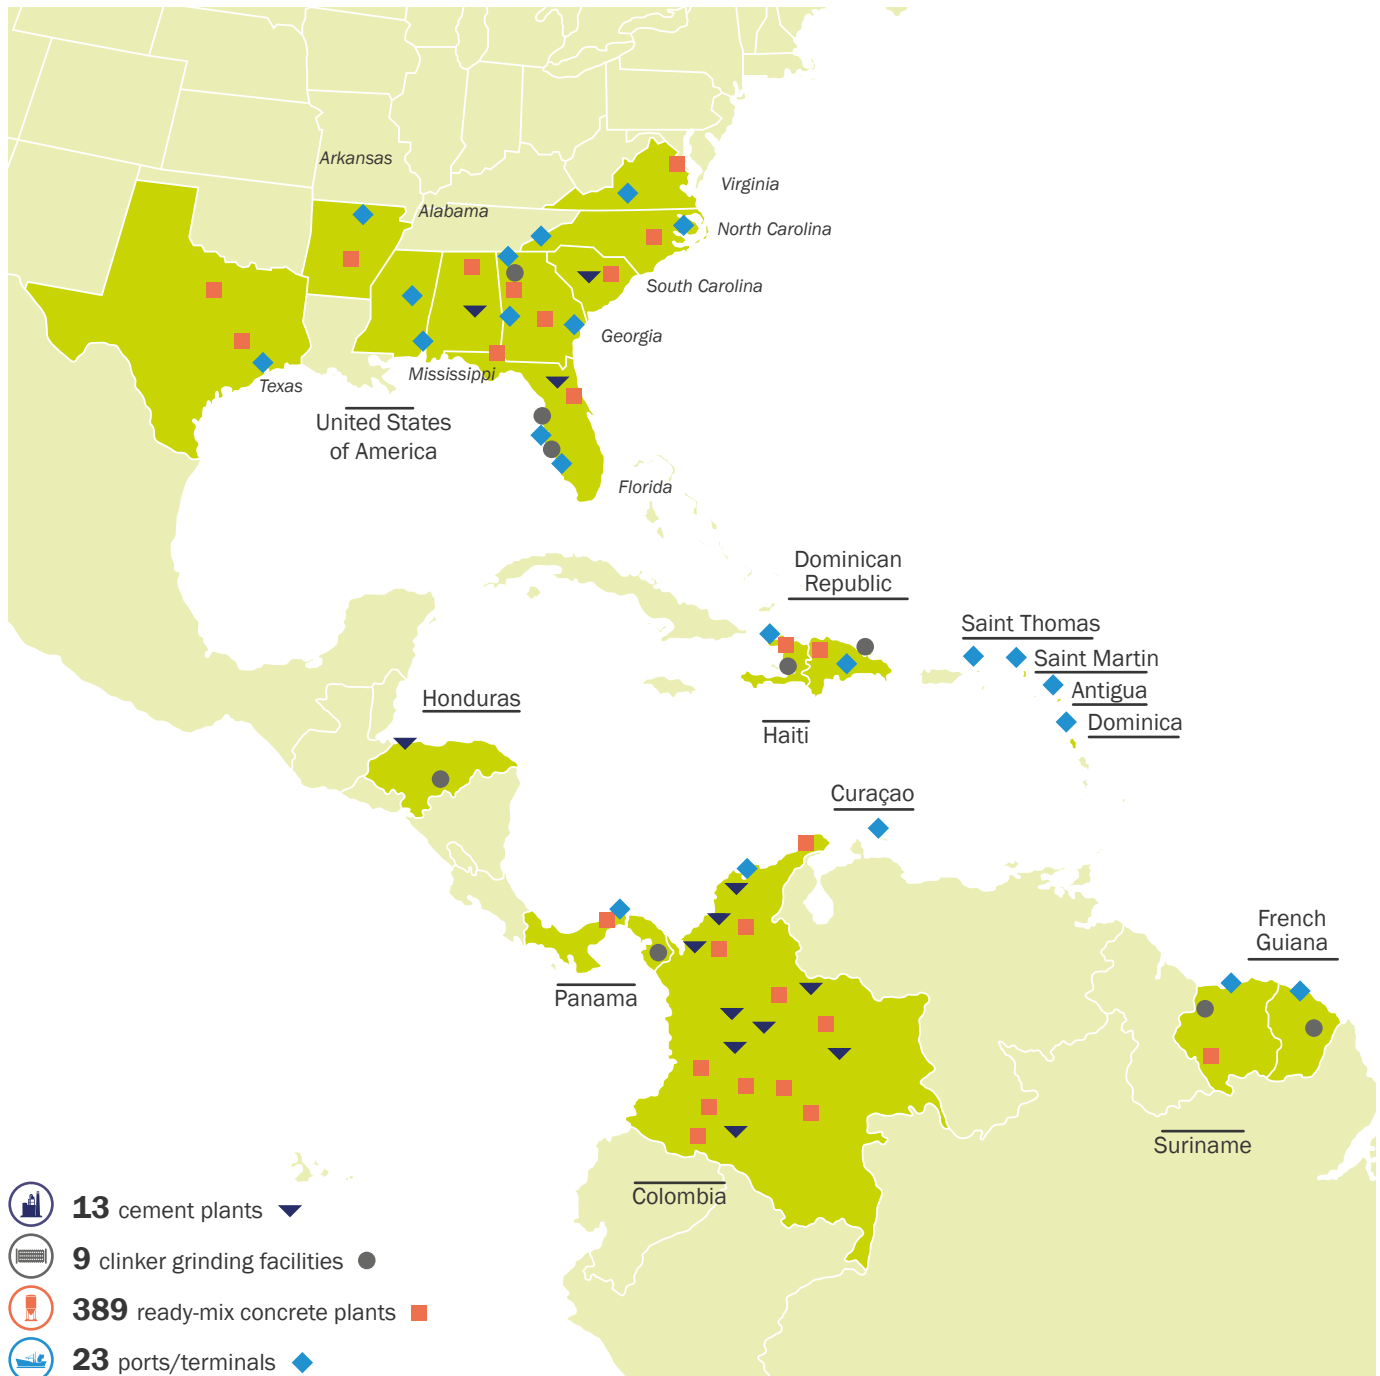 Arkansas
Virginia
Alabama
North Carolina
South Carolina
Georgia
Mississippi
Texas
United States
of America
Florida
Dominican
Republic
Saint Thomas
Saint Martin
Antigua
Honduras
Dominica
Haiti
Curaçao
French
Guiana
Panama
Suriname
Colombia
13 cement plants
9 clinker grinding facilities
389 ready-mix concrete plants
23 ports/terminals